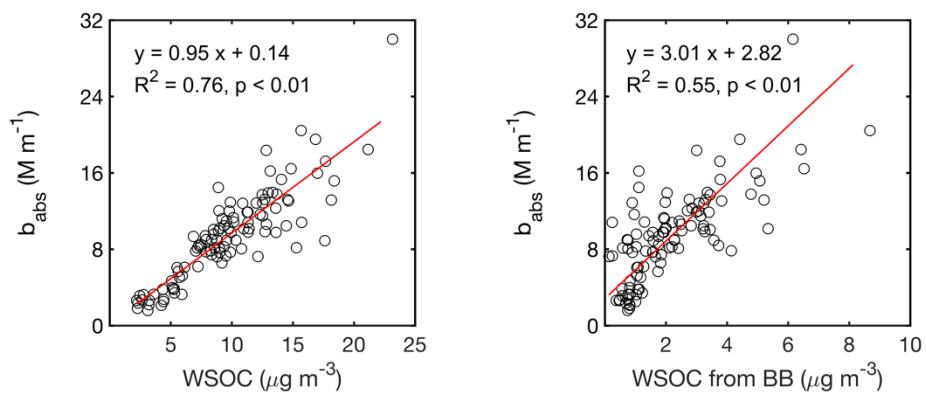 y = 0.95 x + 0.14
R² = 0.76, p < 0.01
32
24
16
8
0
b_abs (M m⁻¹)
5 10 15 20 25
WSOC (μg m⁻³)
y = 3.01 x + 2.82
R² = 0.55, p < 0.01
32
24
16
8
0
b_abs (M m⁻¹)
2 4 6 8 10
WSOC from BB (μg m⁻³)